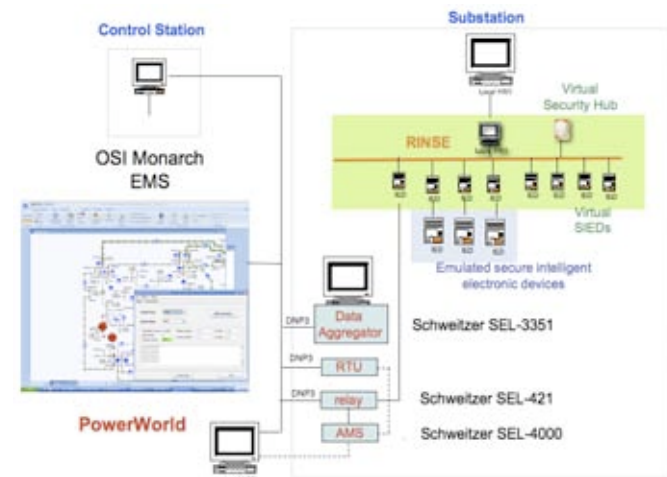 Control Station
Substation
OSI Monarch
EMS
Virtual
Security Hub
RINSE
Virtual
SIEDs
Emulated secure intelligent
electronic devices
DNP3
Data
Aggregator
Schweitzer SEL-3351
DNP3
RTU
DNP3
relay
Schweitzer SEL-421
AMS
Schweitzer SEL-4000
PowerWorld